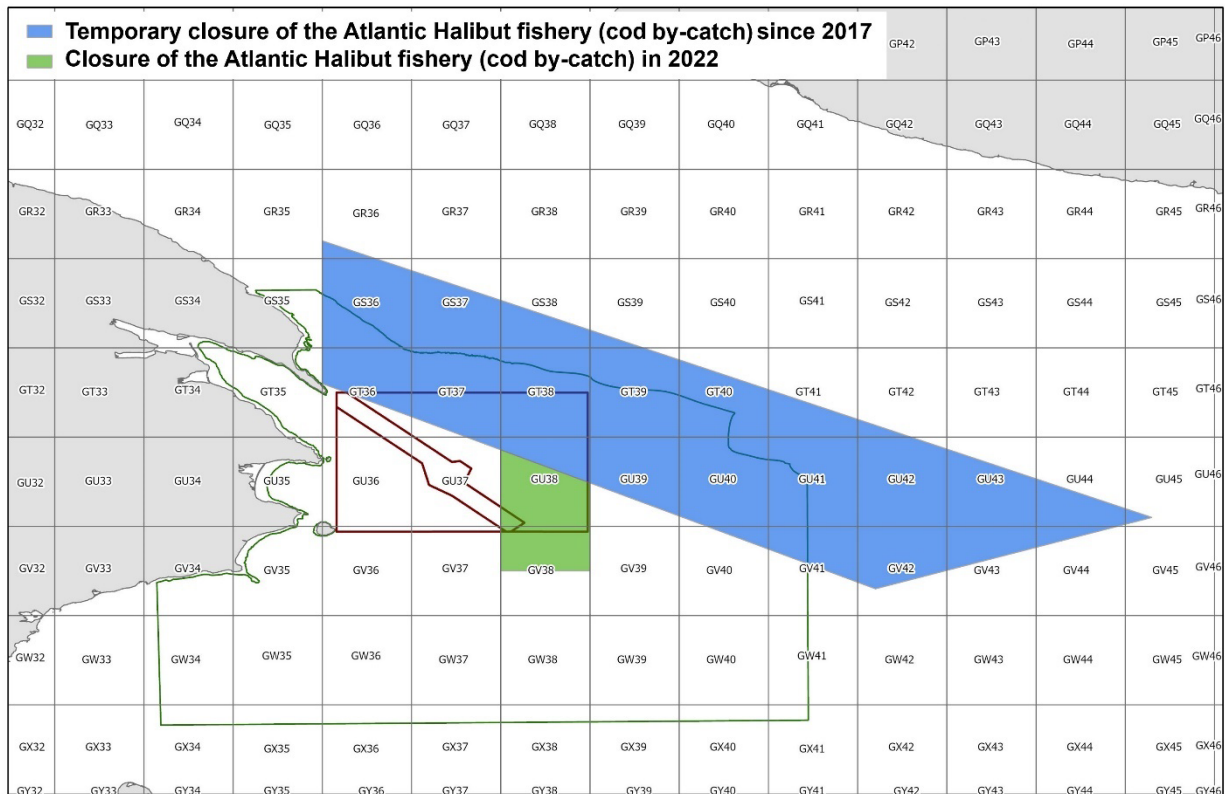 Temporary closure of the Atlantic Halibut fishery (cod by-catch) since 2017
Closure of the Atlantic Halibut fishery (cod by-catch) in 2022
GP42 GP43 GP44 GP45 GP46
GQ32 GQ33 GQ34 GQ35 GQ36 GQ37 GQ38 GQ39 GQ40 GQ41 GQ42 GQ43 GQ44 GQ45 GQ46
GR32 GR33 GR34 GR35 GR36 GR37 GR38 GR39 GR40 GR41 GR42 GR43 GR44 GR45 GR46
GS32 GS33 GS34 GS35 GS36 GS37 GS38 GS39 GS40 GS41 GS42 GS43 GS44 GS45 GS46
GT32 GT33 GT34 GT35 GT36 GT37 GT38 GT39 GT40 GT41 GT42 GT43 GT44 GT45 GT46
GU32 GU33 GU34 GU35 GU36 GU37 GU38 GU39 GU40 GU41 GU42 GU43 GU44 GU45 GU46
GV32 GV33 GV34 GV35 GV36 GV37 GV38 GV39 GV40 GV41 GV42 GV43 GV44 GV45 GV46
GW32 GW33 GW34 GW35 GW36 GW37 GW38 GW39 GW40 GW41 GW42 GW43 GW44 GW45 GW46
GX32 GX33 GX34 GX35 GX36 GX37 GX38 GX39 GX40 GX41 GX42 GX43 GX44 GX45 GX46
GY32 GY33 GY34 GY35 GY36 GY37 GY38 GY39 GY40 GY41 GY42 GY43 GY44 GY45 GY46